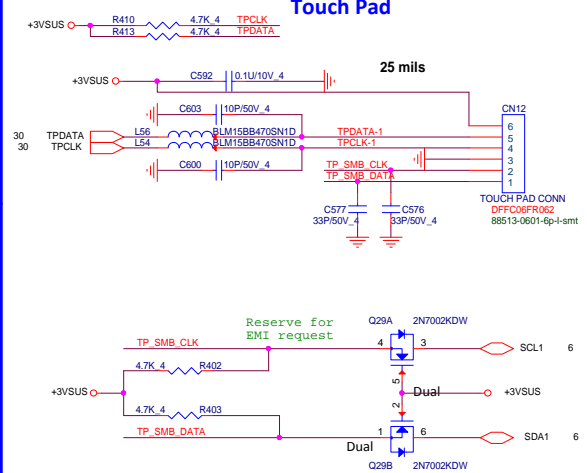 Touch Pad
+3VSUS R410 4.7K_4 TPCLK
R413 4.7K_4 TPDATA
25 mils
+3VSUS C592 0.1U/10V_4
CN12
C603 10P/50V_4
6
30 TPDATA L56 BLM15BB470SN1D TPDATA-1 5
30 TPCLK L54 BLM15BB470SN1D TPCLK-1 4
3
C600 10P/50V_4 TP_SMB_CLK 2
TP_SMB_DATA 1
TOUCH PAD CONN
DFFC06FR062
88513-0601-6p-l-smt
C577 C576
33P/50V_4 33P/50V_4
Reserve for
EMI request
Q29A 2N7002KDW
TP_SMB_CLK 4 3 SCL1 6
4.7K_4 R402
5
Dual
+3VSUS +3VSUS
2
4.7K_4 R403
TP_SMB_DATA 1 6 SDA1 6
Dual
Q29B 2N7002KDW